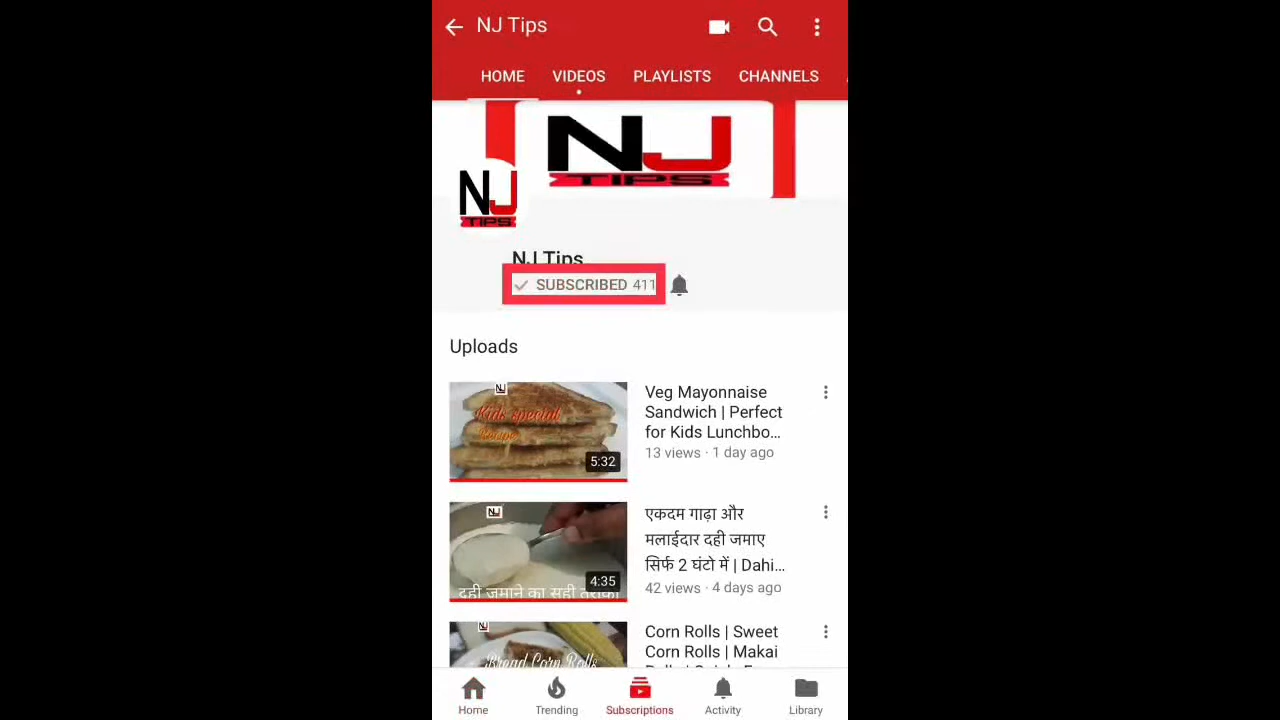 NJ Tips
HOME VIDEOS PLAYLISTS CHANNELS
NJ
TIPS
NJ
TIPS
NJ Tips
SUBSCRIBED 411
Uploads
NJ
Kids special
Recipe
5:32
Veg Mayonnaise
Sandwich | Perfect
for Kids Lunchbo...
13 views · 1 day ago
NJ
दही जमाने का सही तरीका
4:35
एकदम गाढ़ा और
मलाईदार दही जमाए
सिर्फ 2 घंटो में | Dahi...
42 views · 4 days ago
NJ
Bread Corn Rolls
Corn Rolls | Sweet
Corn Rolls | Makai
Home Trending Subscriptions Activity Library